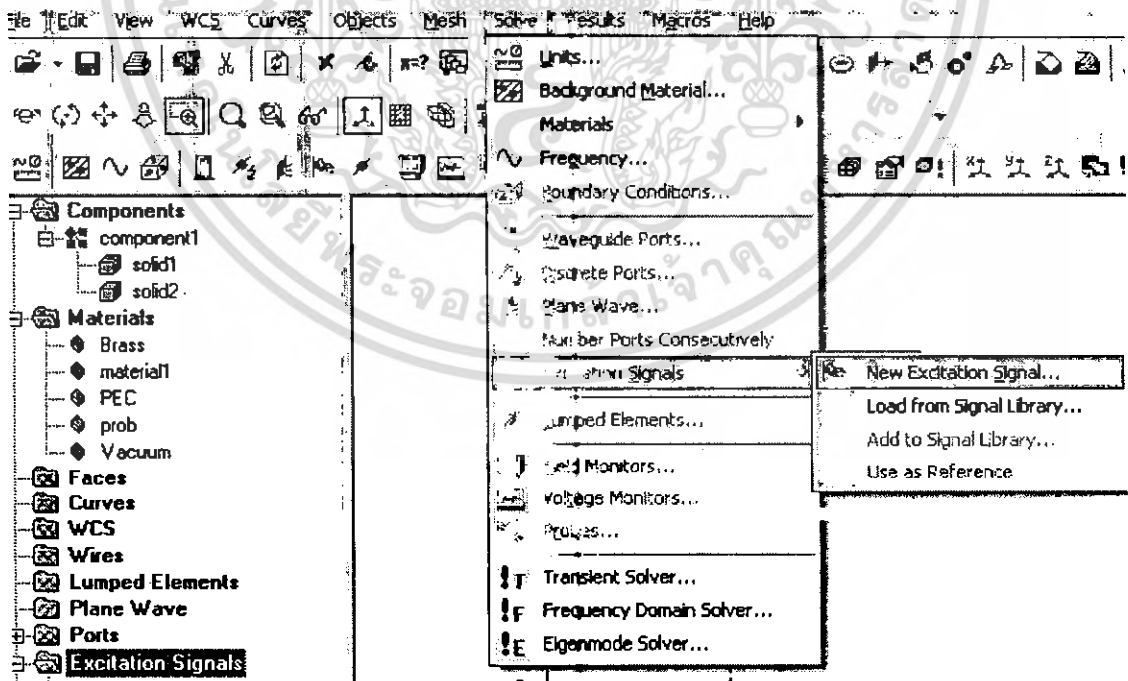 File Edit View WCS Curves Objects Mesh Solve Results Macros Help
Units...
Background Material...
Materials
Frequency...
Boundary Conditions...
Waveguide Ports...
Discrete Ports...
Plane Wave...
Number Ports Consecutively
Excitation Signals
New Excitation Signal...
Load from Signal Library...
Add to Signal Library...
Use as Reference
Lumped Elements...
Field Monitors...
Voltage Monitors...
Probes...
Transient Solver...
Frequency Domain Solver...
Eigenmode Solver...
Components
component1
solid1
solid2
Materials
Brass
material1
PEC
prob
Vacuum
Faces
Curves
WCS
Wires
Lumped Elements
Plane Wave
Ports
Excitation Signals